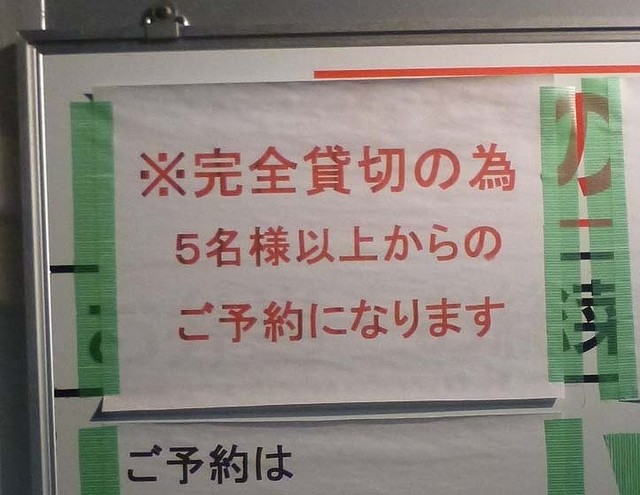 ※完全貸切の為
5名様以上からの
ご予約になります
ご予約は